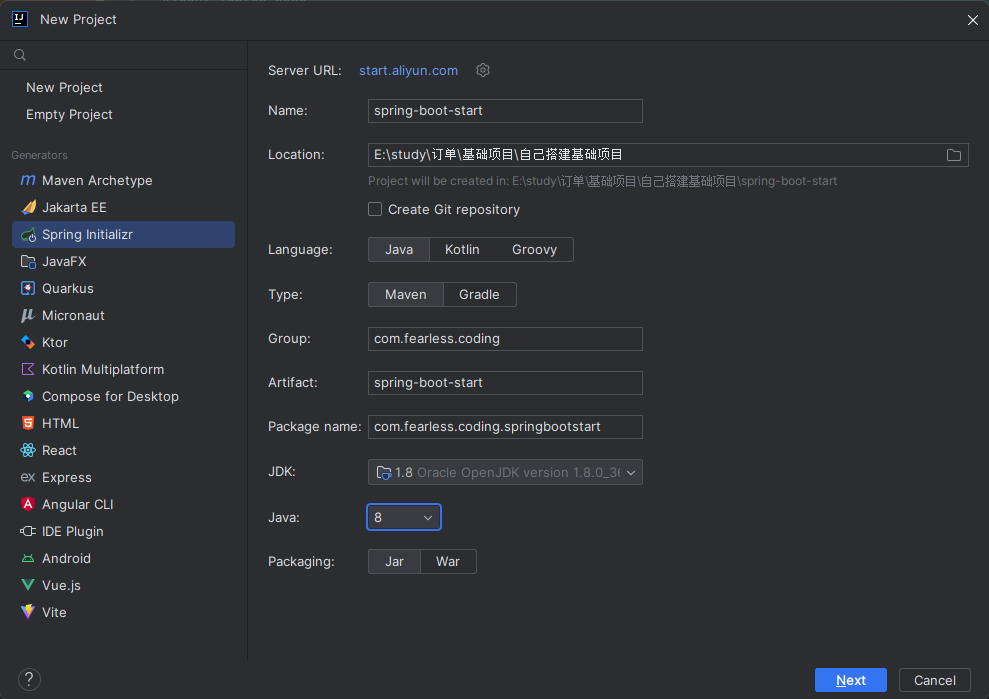 New Project
New Project
Empty Project
Generators
Maven Archetype
Jakarta EE
Spring Initializr
JavaFX
Quarkus
Micronaut
Ktor
Kotlin Multiplatform
Compose for Desktop
HTML
React
Express
Angular CLI
IDE Plugin
Android
Vue.js
Vite
Server URL: start.aliyun.com
Name: spring-boot-start
Location: E:\study\订单\基础项目\自己搭建基础项目
Project will be created in: E:\study\订单\基础项目\自己搭建基础项目\spring-boot-start
Create Git repository
Language: Java Kotlin Groovy
Type: Maven Gradle
Group: com.fearless.coding
Artifact: spring-boot-start
Package name: com.fearless.coding.springbootstart
JDK: 1.8 Oracle OpenJDK version
Java: 8
Packaging: Jar War
? Next Cancel